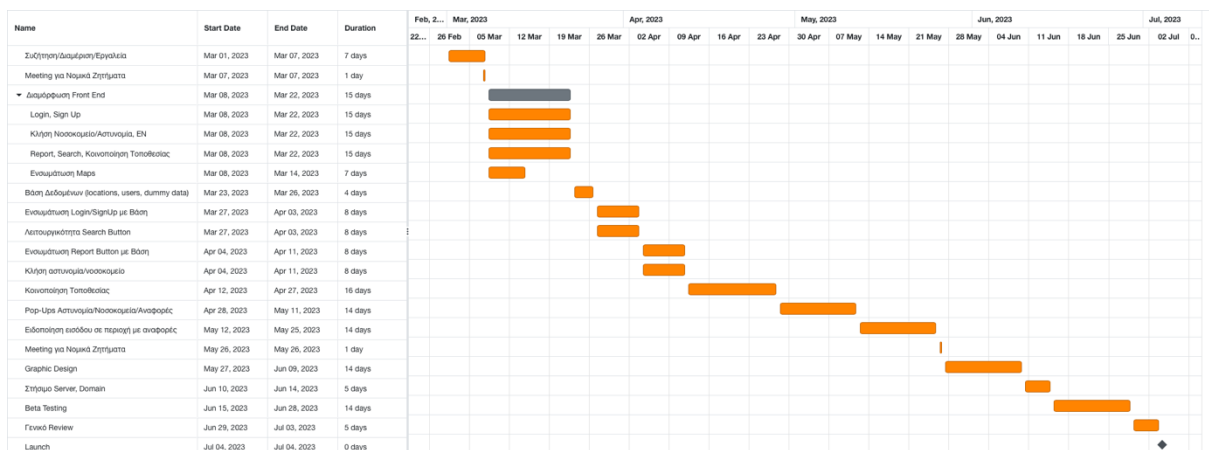 Name Start Date End Date Duration Feb, 2... Mar, 2023 Apr, 2023 May, 2023 Jun, 2023 Jul, 2023
22... 26 Feb 05 Mar 12 Mar 19 Mar 26 Mar 02 Apr 09 Apr 16 Apr 23 Apr 30 Apr 07 May 14 May 21 May 28 May 04 Jun 11 Jun 18 Jun 25 Jun 02 Jul 0..
Συζήτηση/Διαμέριση/Εργαλεία Mar 01, 2023 Mar 07, 2023 7 days
Meeting για Νομικά Ζητήματα Mar 07, 2023 Mar 07, 2023 1 day
Διαμόρφωση Front End Mar 08, 2023 Mar 22, 2023 15 days
Login, Sign Up Mar 08, 2023 Mar 22, 2023 15 days
Κλήση Νοσοκομείο/Αστυνομία, EN Mar 08, 2023 Mar 22, 2023 15 days
Report, Search, Κοινοποίηση Τοποθεσίας Mar 08, 2023 Mar 22, 2023 15 days
Ενσωμάτωση Maps Mar 08, 2023 Mar 14, 2023 7 days
Βάση Δεδομένων (locations, users, dummy data) Mar 23, 2023 Mar 26, 2023 4 days
Ενσωμάτωση Login/SignUp με Βάση Mar 27, 2023 Apr 03, 2023 8 days
Λειτουργικότητα Search Button Mar 27, 2023 Apr 03, 2023 8 days
Ενσωμάτωση Report Button με Βάση Apr 04, 2023 Apr 11, 2023 8 days
Κλήση αστυνομία/νοσοκομείο Apr 04, 2023 Apr 11, 2023 8 days
Κοινοποίηση Τοποθεσίας Apr 12, 2023 Apr 27, 2023 16 days
Pop-Ups Αστυνομία/Νοσοκομεία/Αναφορές Apr 28, 2023 May 11, 2023 14 days
Ειδοποίηση εισόδου σε περιοχή με αναφορές May 12, 2023 May 25, 2023 14 days
Meeting για Νομικά Ζητήματα May 26, 2023 May 26, 2023 1 day
Graphic Design May 27, 2023 Jun 09, 2023 14 days
Στήσιμο Server, Domain Jun 10, 2023 Jun 14, 2023 5 days
Beta Testing Jun 15, 2023 Jun 28, 2023 14 days
Γενικό Review Jun 29, 2023 Jul 03, 2023 5 days
Launch Jul 04, 2023 Jul 04, 2023 0 days